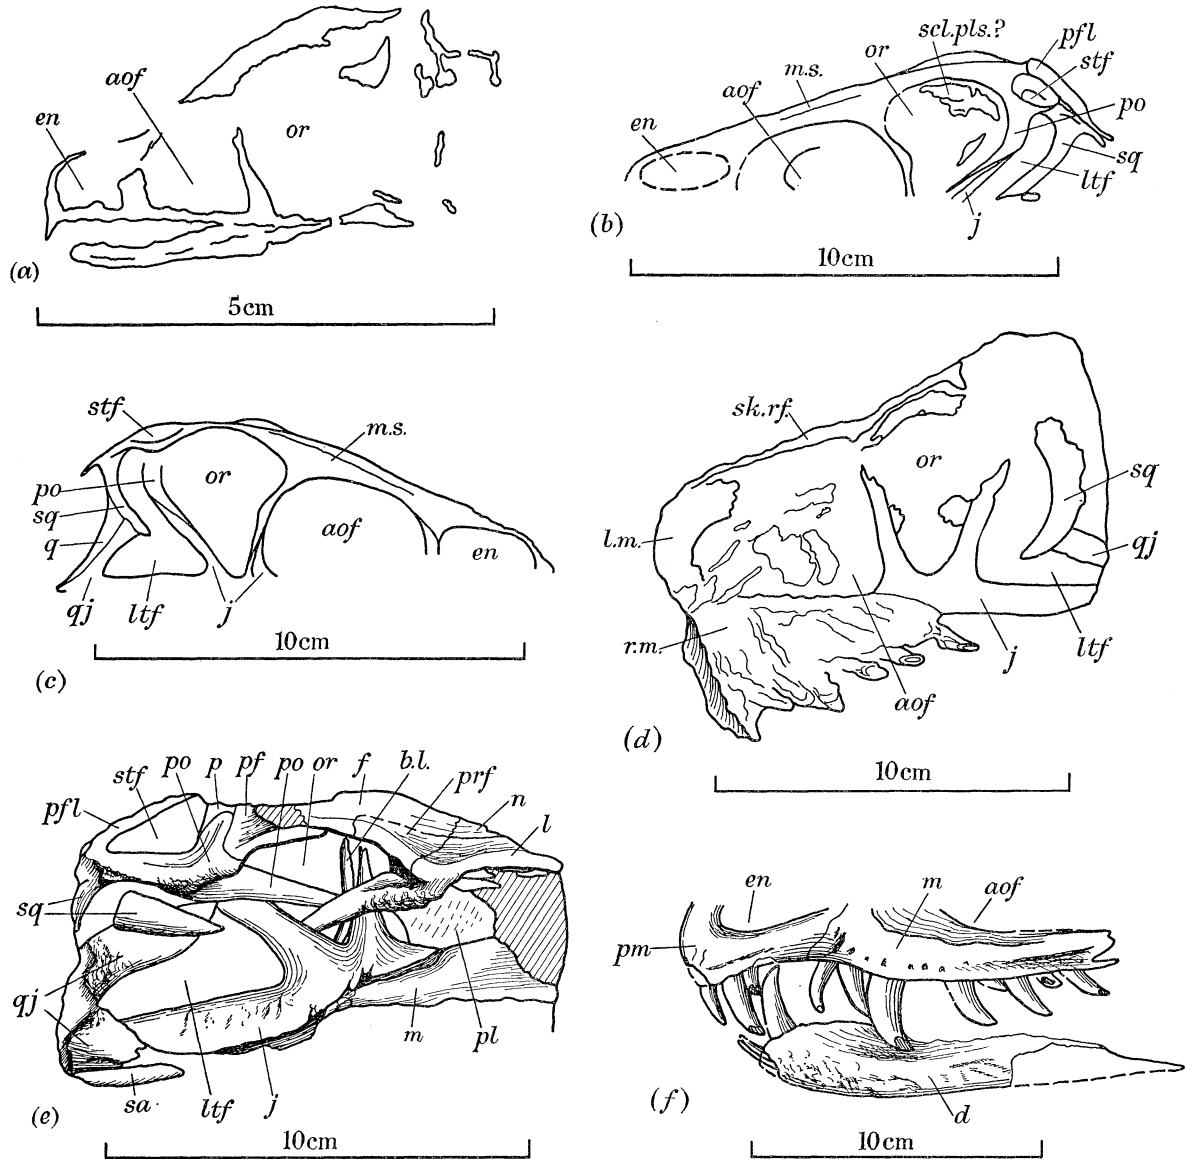 aof
en
or
(a)
5cm
scl.pls.?
pfl
or
stf
m.s.
aof
po
en
sq
ltf
j
(b)
10cm
stf
m.s.
or
po
sq
aof
q
en
qj
ltf
j
10cm
(c)
sk.rf.
or
sq
l.m.
qj
r.m.
j
ltf
aof
(d)
10cm
stf po p pf po or f b.l. prf
pfl
n
l
sq
qj
m
pl
sa.
ltf
j
(e)
10cm
en
m
aof
pm
d
(f)
10cm